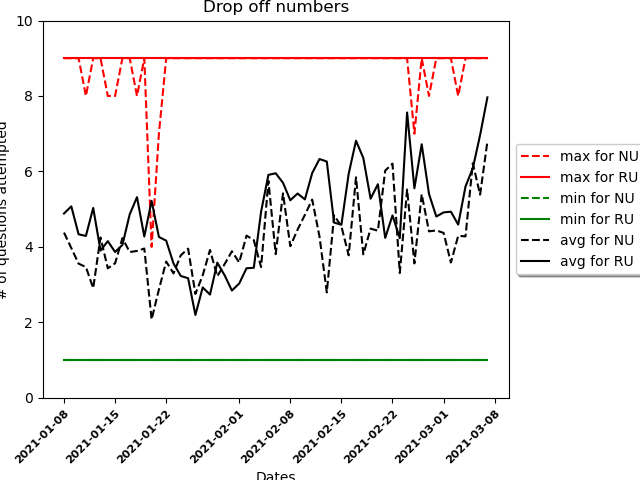 Drop off numbers
# of questions attempted
10
8
6
4
2
0
2021-01-08
2021-01-15
2021-01-22
2021-02-01
2021-02-08
2021-02-15
2021-02-22
2021-03-01
2021-03-08
Dates
max for NU
max for RU
min for NU
min for RU
avg for NU
avg for RU